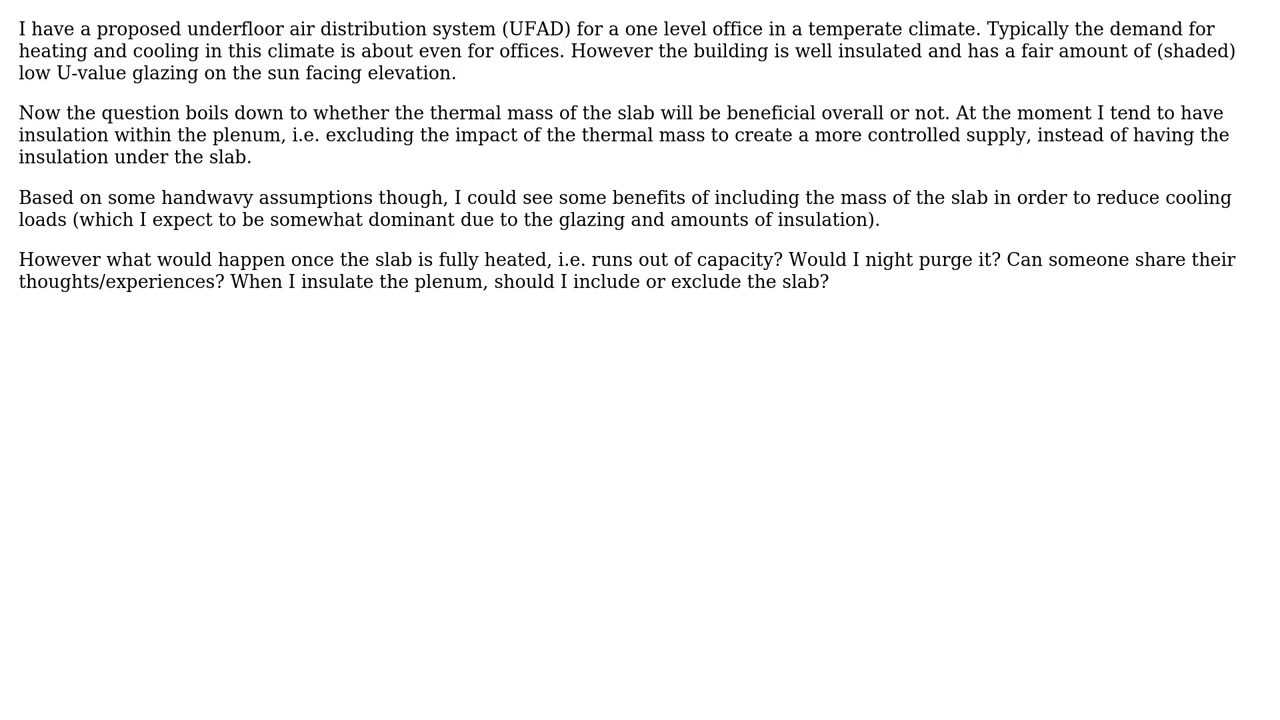 I have a proposed underfloor air distribution system (UFAD) for a one level office in a temperate climate. Typically the demand for
heating and cooling in this climate is about even for offices. However the building is well insulated and has a fair amount of (shaded)
low U-value glazing on the sun facing elevation.
Now the question boils down to whether the thermal mass of the slab will be beneficial overall or not. At the moment I tend to have
insulation within the plenum, i.e. excluding the impact of the thermal mass to create a more controlled supply, instead of having the
insulation under the slab.
Based on some handwavy assumptions though, I could see some benefits of including the mass of the slab in order to reduce cooling
loads (which I expect to be somewhat dominant due to the glazing and amounts of insulation).
However what would happen once the slab is fully heated, i.e. runs out of capacity? Would I night purge it? Can someone share their
thoughts/experiences? When I insulate the plenum, should I include or exclude the slab?